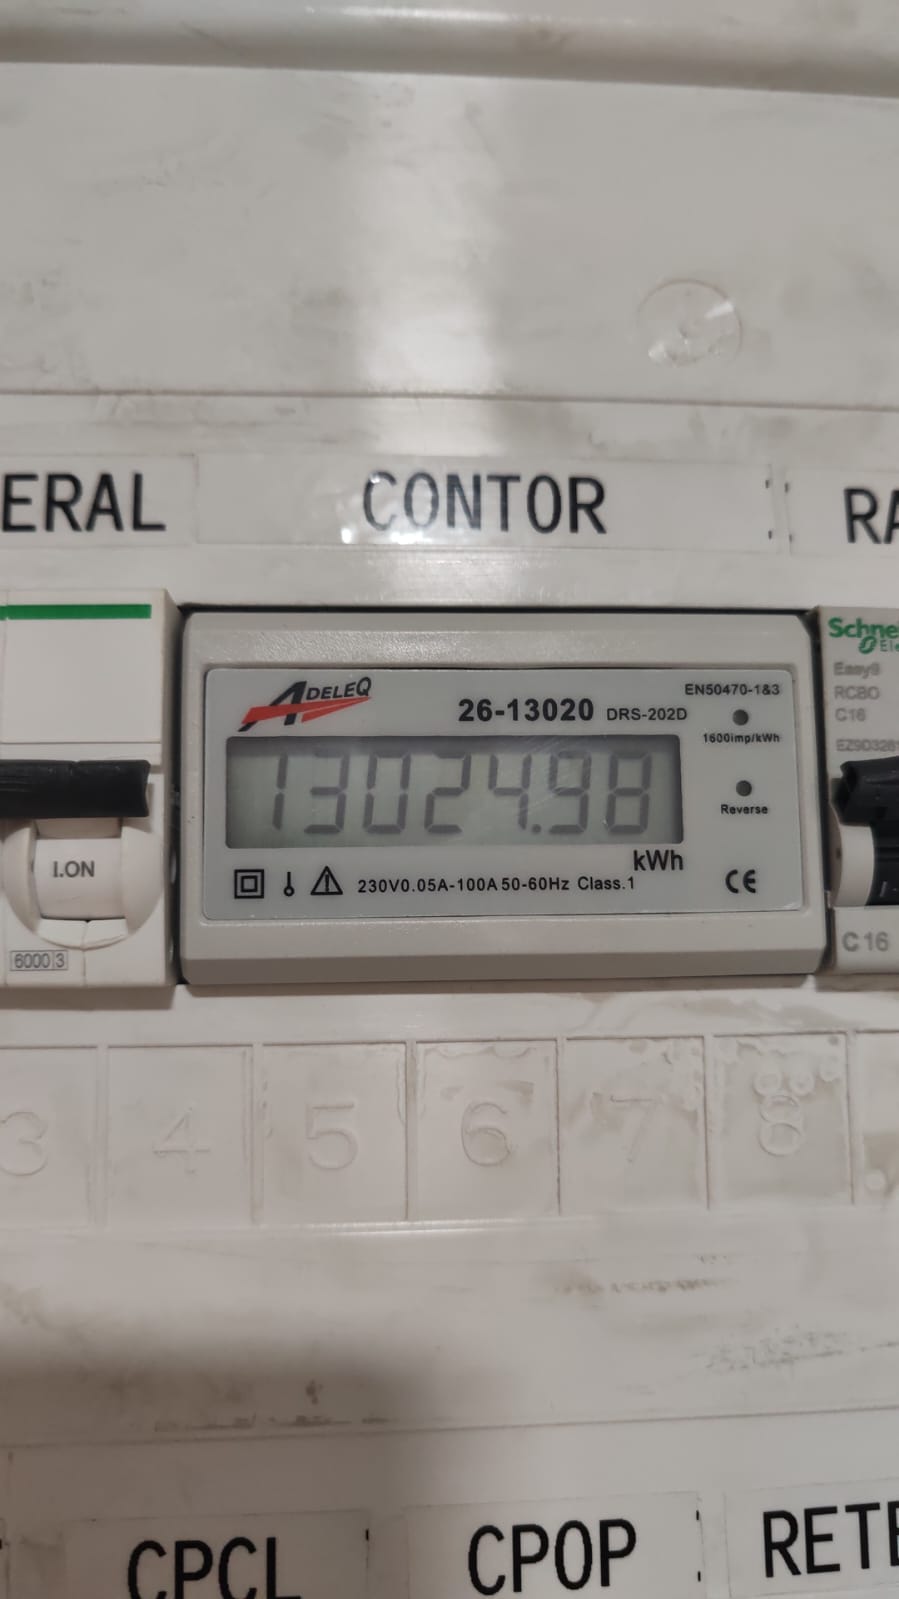 ERAL CONTOR RA
ADELEQ
26-13020 DRS-202D
EN50470-1&3
1600imp/kWh
13024.98
Reverse
kWh
230V0.05A-100A 50-60Hz Class.1
CE
I.ON
6000 3
Schne
Ele
Easy9
RCBO
C16
EZ9D3281
C16
3 4 5 6 7 8
CPCL CPOP RETE